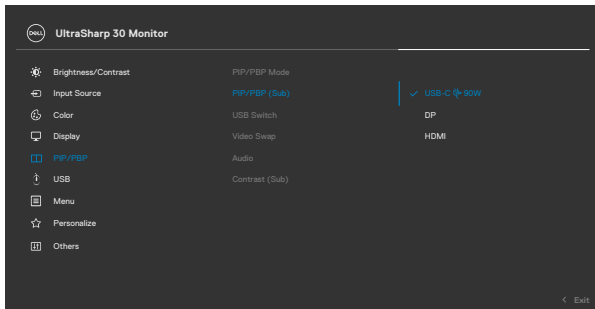 DELL UltraSharp 30 Monitor
Brightness/Contrast PIP/PBP Mode
Input Source PIP/PBP (Sub) USB-C 90W
Color USB Switch DP
Display Video Swap HDMI
PIP/PBP Audio
USB Contrast (Sub)
Menu
Personalize
Others
Exit